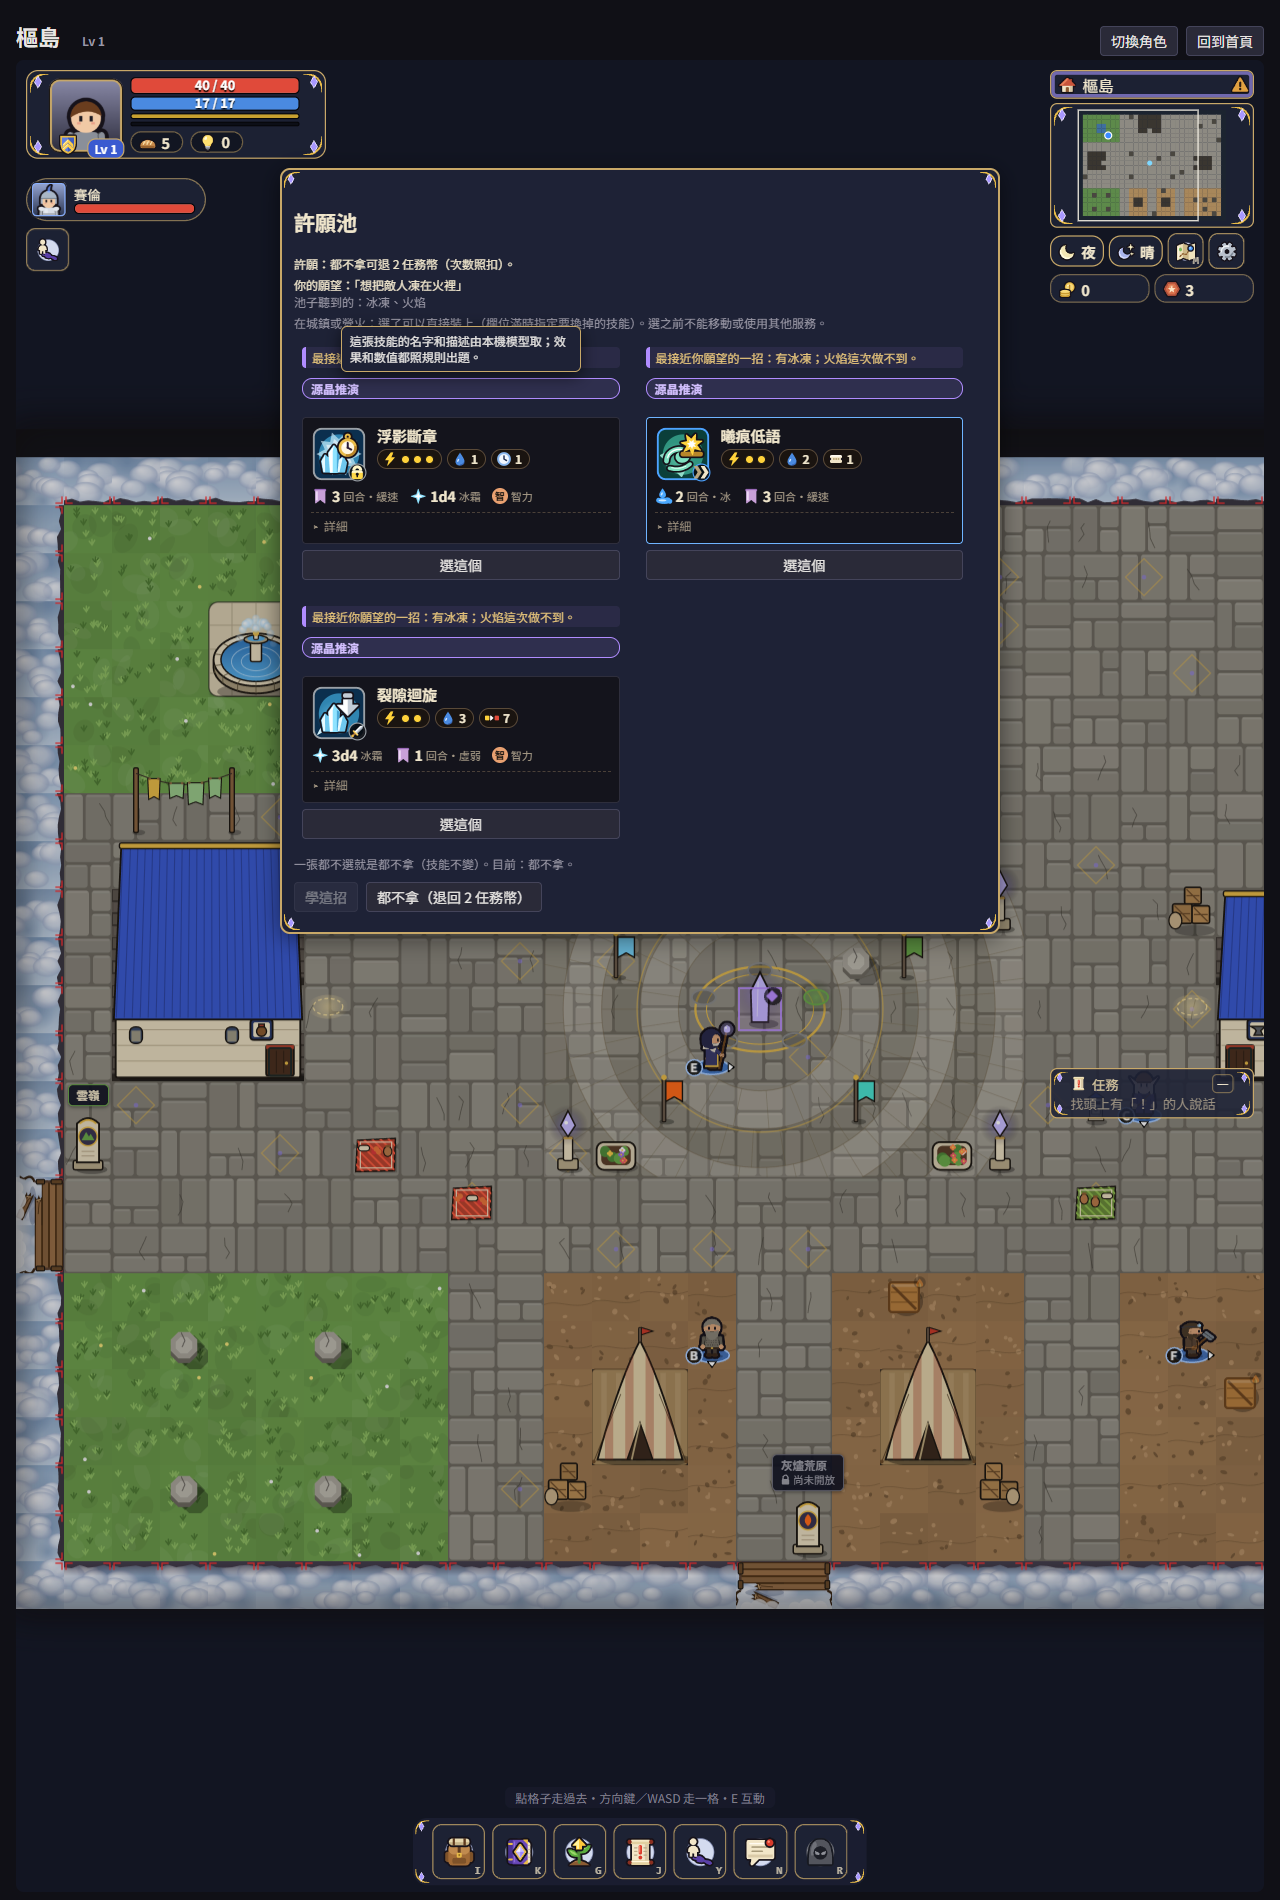 樞島 Lv 1
切換角色 回到首頁
40 / 40
17 / 17
5 0
Lv 1
賽倫
樞島
夜 晴 M
0 3
許願池
許願：都不拿可退 2 任務幣（次數照扣）。
你的願望：「想把敵人凍在火裡」
池子聽到的：冰凍、火焰
在城鎮或營火：選了可以直接裝上（欄位滿時指定要換掉的技能）。選之前不能移動或使用其他服務。
這張技能的名字和描述由本機模型取；效
果和數值都照規則出題。
最接近
最接近你願望的一招：有冰凍；火焰這次做不到。
源晶推演
源晶推演
浮影斷章
1 1
3 回合・緩速 1d4 冰霜 智 智力
▸ 詳細
選這個
曦痕低語
2 1
2 回合・冰 3 回合・緩速
▸ 詳細
選這個
最接近你願望的一招：有冰凍；火焰這次做不到。
源晶推演
裂隙迴旋
3 7
3d4 冰霜 1 回合・虛弱 智 智力
▸ 詳細
選這個
一張都不選就是都不拿（技能不變）。目前：都不拿。
學這招 都不拿（退回 2 任務幣）
E
雲嶺
任務
找頭上有「！」的人說話
B
F
灰燼荒原
尚未開放
點格子走過去・方向鍵／WASD 走一格・E 互動
I K G J Y N R